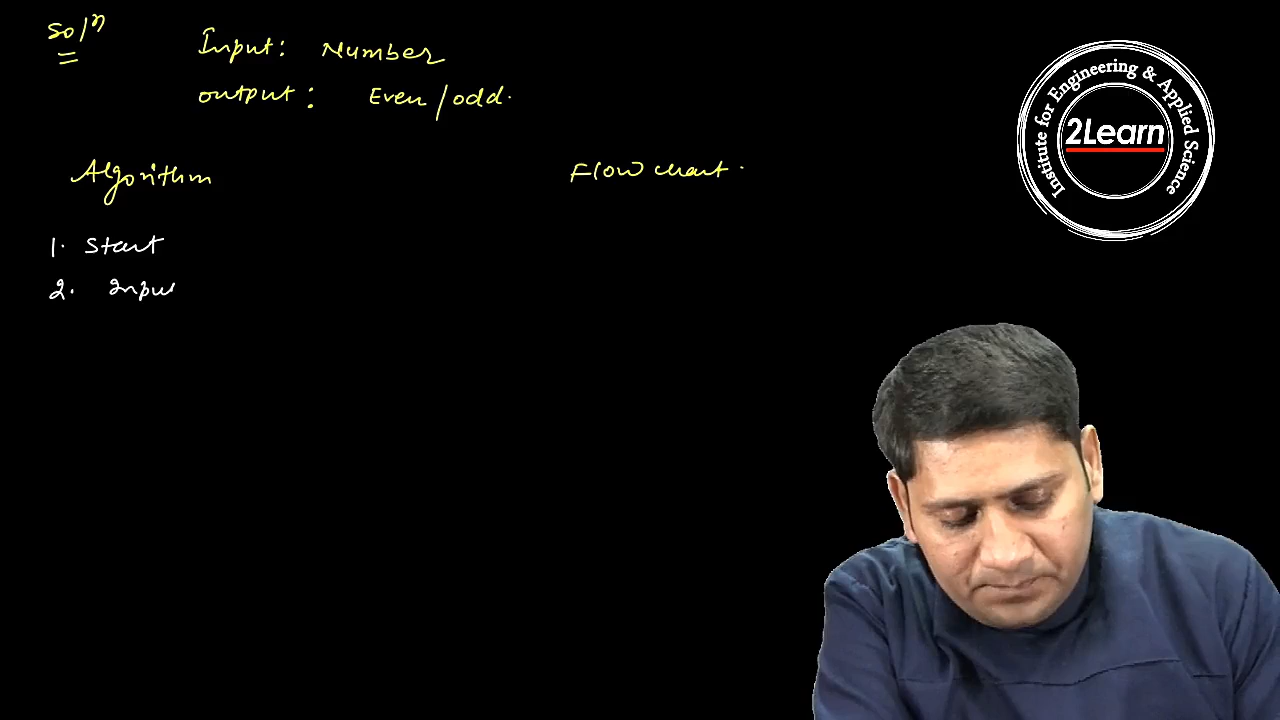 Soln
Input: Number
output: Even/odd.
Algorithm
Flow chart.
1. Start
2. Inpu
Institute for Engineering & Applied Science
2Learn